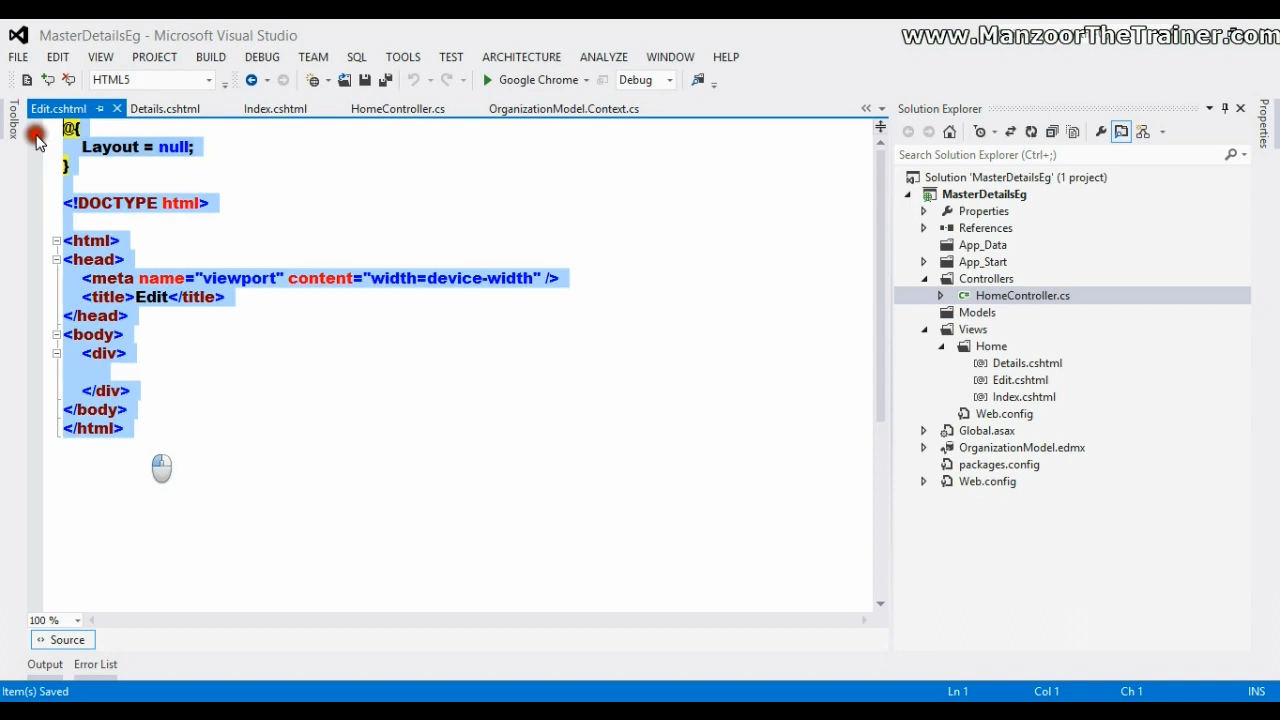 MasterDetailsEg - Microsoft Visual Studio
www.ManzoorTheTrainer.com
FILE EDIT VIEW PROJECT BUILD DEBUG TEAM SQL TOOLS TEST ARCHITECTURE ANALYZE WINDOW HELP
HTML5 Google Chrome Debug
Edit.cshtml Details.cshtml Index.cshtml HomeController.cs OrganizationModel.Context.cs
Toolbox
@{
Layout = null;
}
<!DOCTYPE html>
<html>
<head>
<meta name="viewport" content="width=device-width" />
<title>Edit</title>
</head>
<body>
<div>
</div>
</body>
</html>
100 %
Source
Output Error List
Solution Explorer
Search Solution Explorer (Ctrl+;)
Solution 'MasterDetailsEg' (1 project)
MasterDetailsEg
Properties
References
App_Data
App_Start
Controllers
C# HomeController.cs
Models
Views
Home
[@] Details.cshtml
[@] Edit.cshtml
[@] Index.cshtml
Web.config
Global.asax
OrganizationModel.edmx
packages.config
Web.config
Properties
Item(s) Saved Ln 1 Col 1 Ch 1 INS